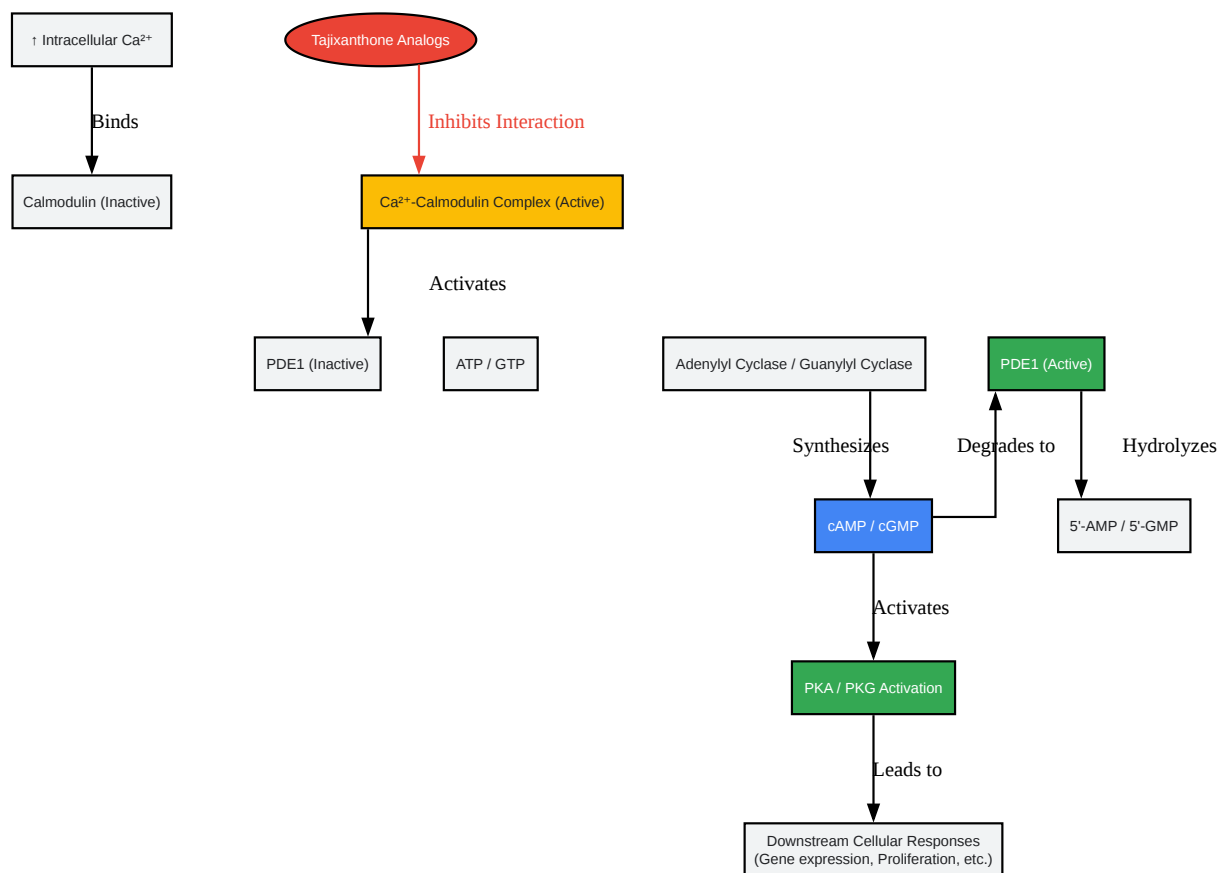 ↑ Intracellular Ca²⁺
Tajixanthone Analogs
Binds
Inhibits Interaction
Calmodulin (Inactive)
Ca²⁺-Calmodulin Complex (Active)
Activates
PDE1 (Inactive)
ATP / GTP
Adenylyl Cyclase / Guanylyl Cyclase
PDE1 (Active)
Synthesizes
Degrades to
Hydrolyzes
cAMP / cGMP
5'-AMP / 5'-GMP
Activates
PKA / PKG Activation
Leads to
Downstream Cellular Responses
(Gene expression, Proliferation, etc.)